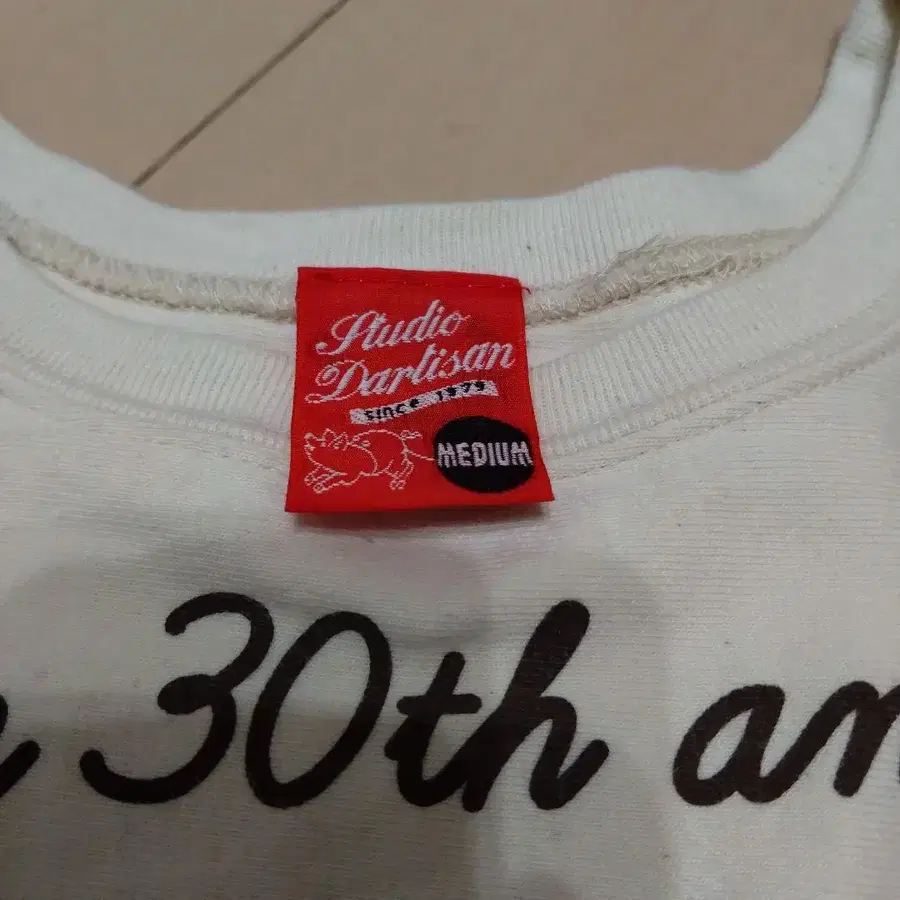 Studio
Dartisan
since 1979
MEDIUM
30th an